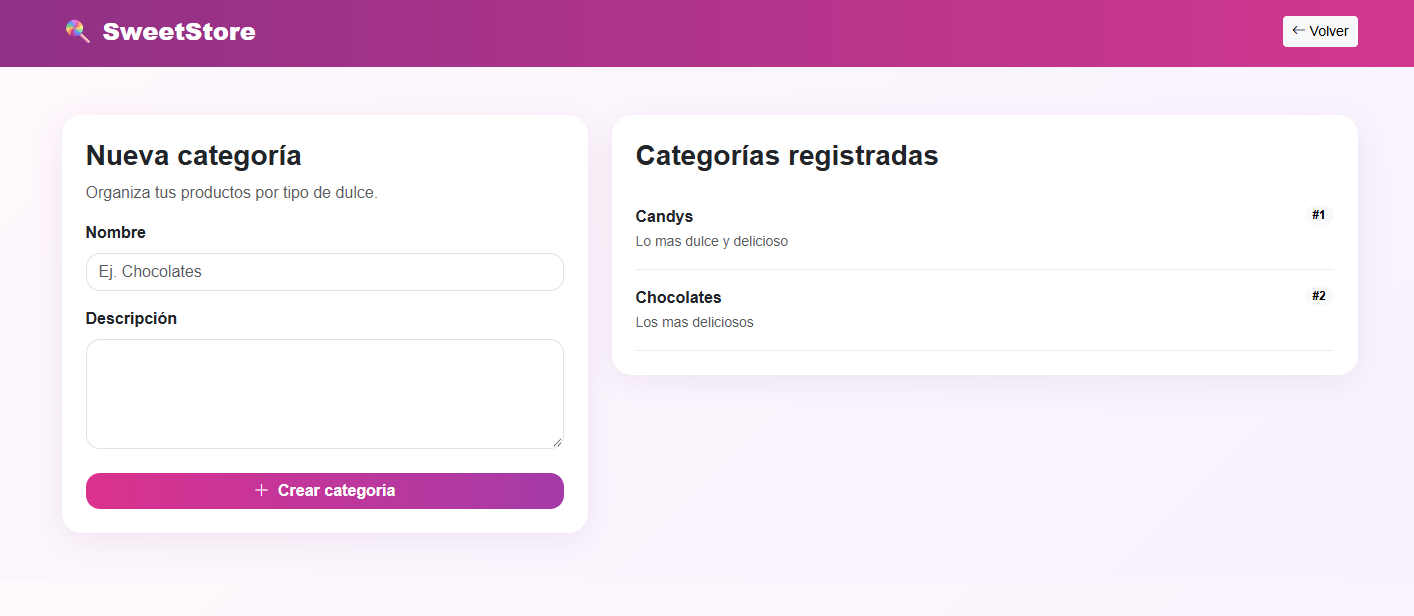 SweetStore
Volver
Nueva categoría
Organiza tus productos por tipo de dulce.
Nombre
Ej. Chocolates
Descripción
Crear categoría
Categorías registradas
Candys #1
Lo mas dulce y delicioso
Chocolates #2
Los mas deliciosos